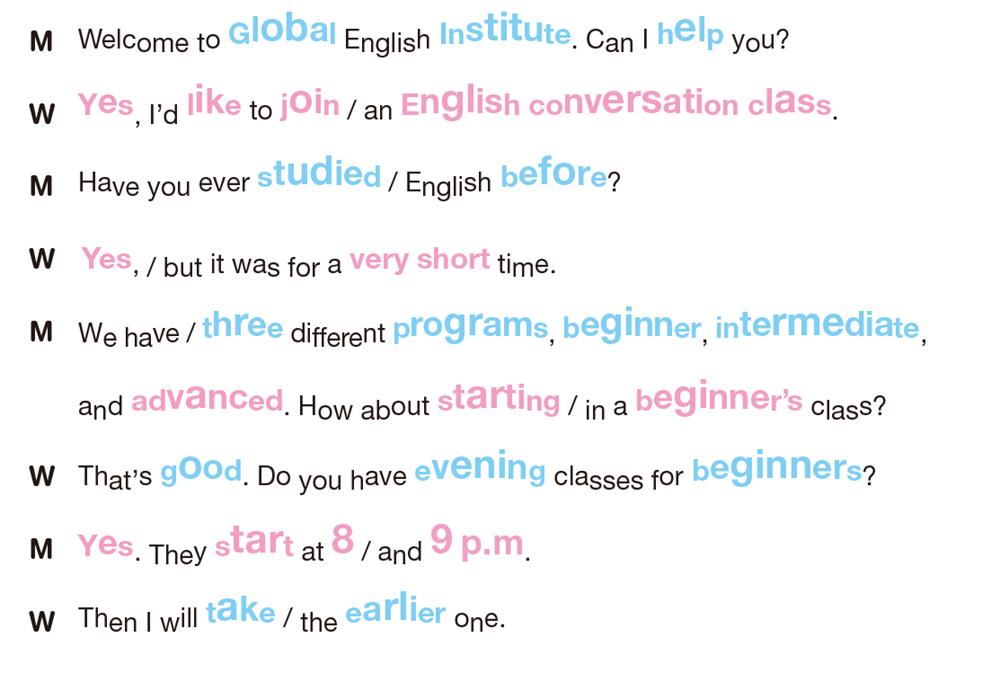 M Welcome to Global English Institute. Can I help you?
W Yes, I'd like to join / an English conversation class.
M Have you ever studied / English before?
W Yes, / but it was for a very short time.
M We have / three different programs, beginner, intermediate,
and advanced. How about starting / in a beginner's class?
W That's good. Do you have evening classes for beginners?
M Yes. They start at 8 / and 9 p.m.
W Then I will take / the earlier one.